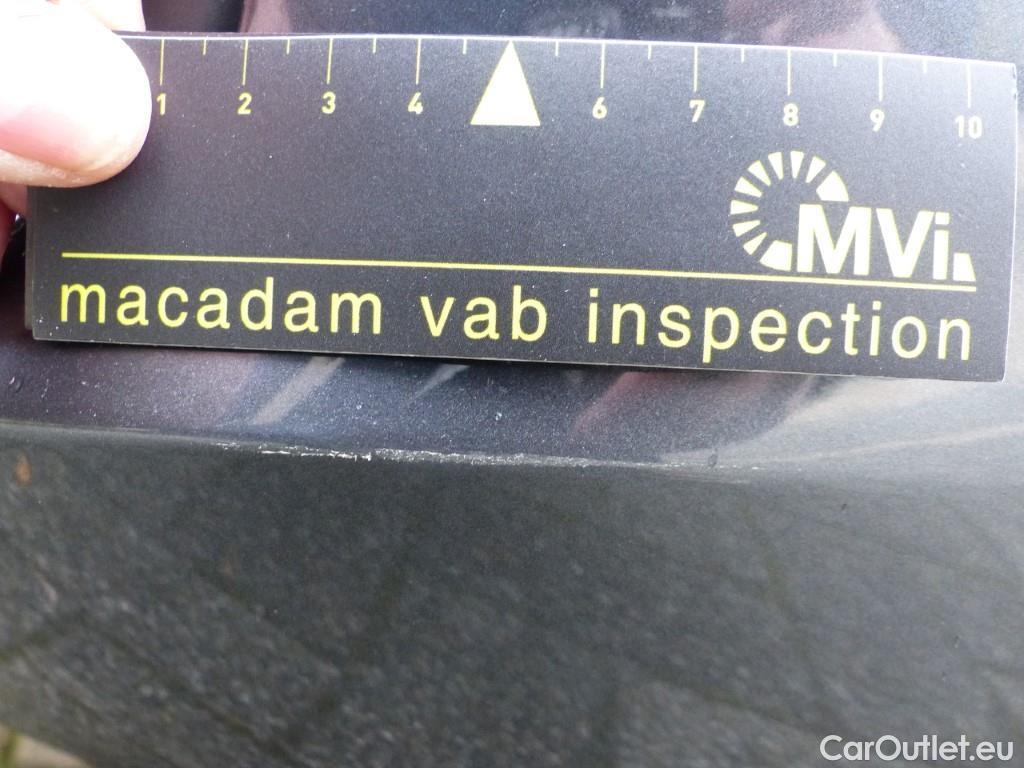 1 2 3 4 6 7 8 9 10
MVi
macadam vab inspection
CarOutlet.eu